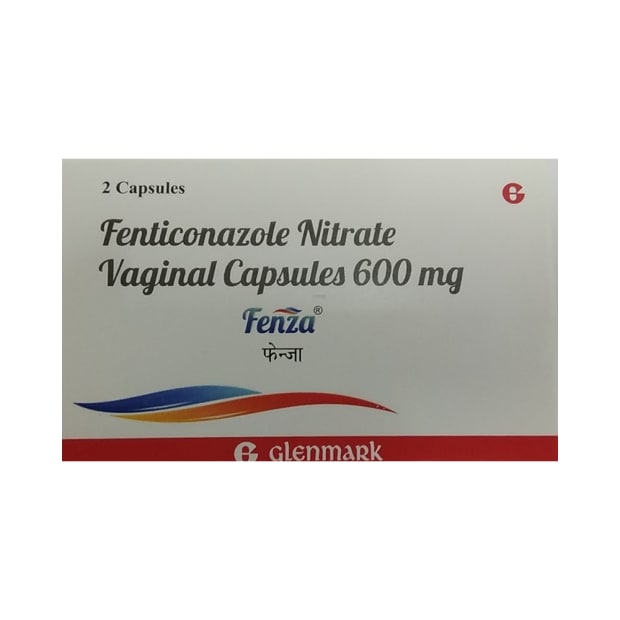 2 Capsules
Fenticonazole Nitrate
Vaginal Capsules 600 mg
Fenza®
फेन्जा
G GLENMARK